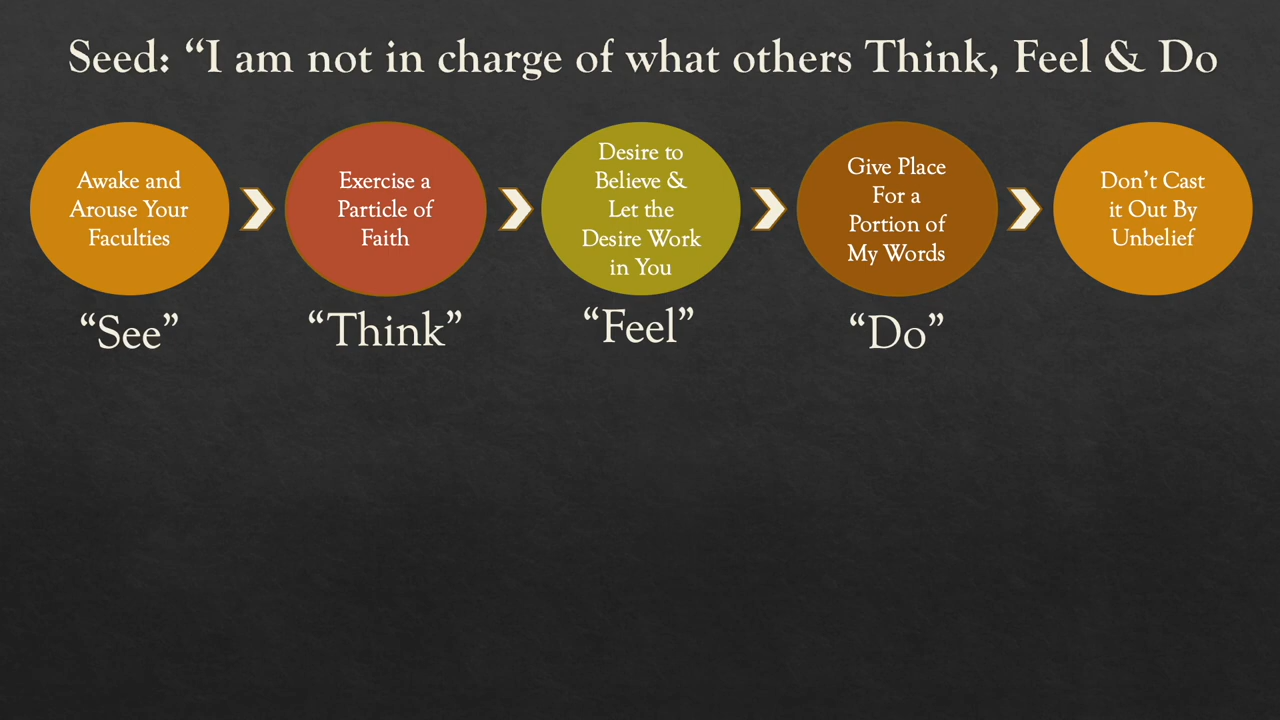 Seed: “I am not in charge of what others Think, Feel & Do
Awake and
Arouse Your
Faculties
Exercise a
Particle of
Faith
Desire to
Believe &
Let the
Desire Work
in You
Give Place
For a
Portion of
My Words
Don’t Cast
it Out By
Unbelief
“See”
“Think”
“Feel”
“Do”